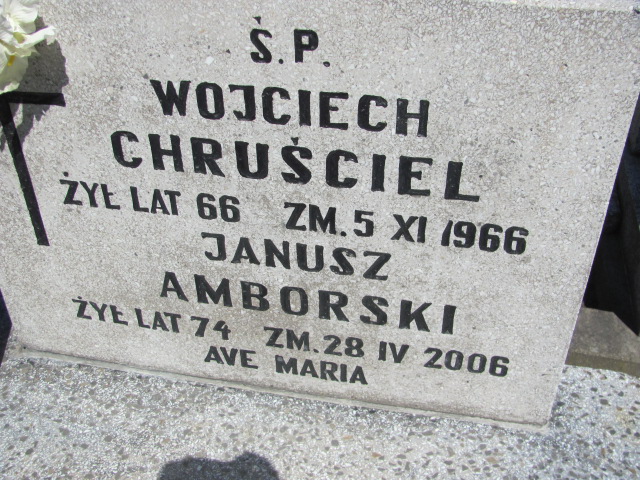 Ś.P.
WOJCIECH
CHRUŚCIEL
ŻYŁ LAT 66 ZM. 5 XI 1966
JANUSZ
AMBORSKI
ŻYŁ LAT 74 ZM. 28 IV 2006
AVE MARIA